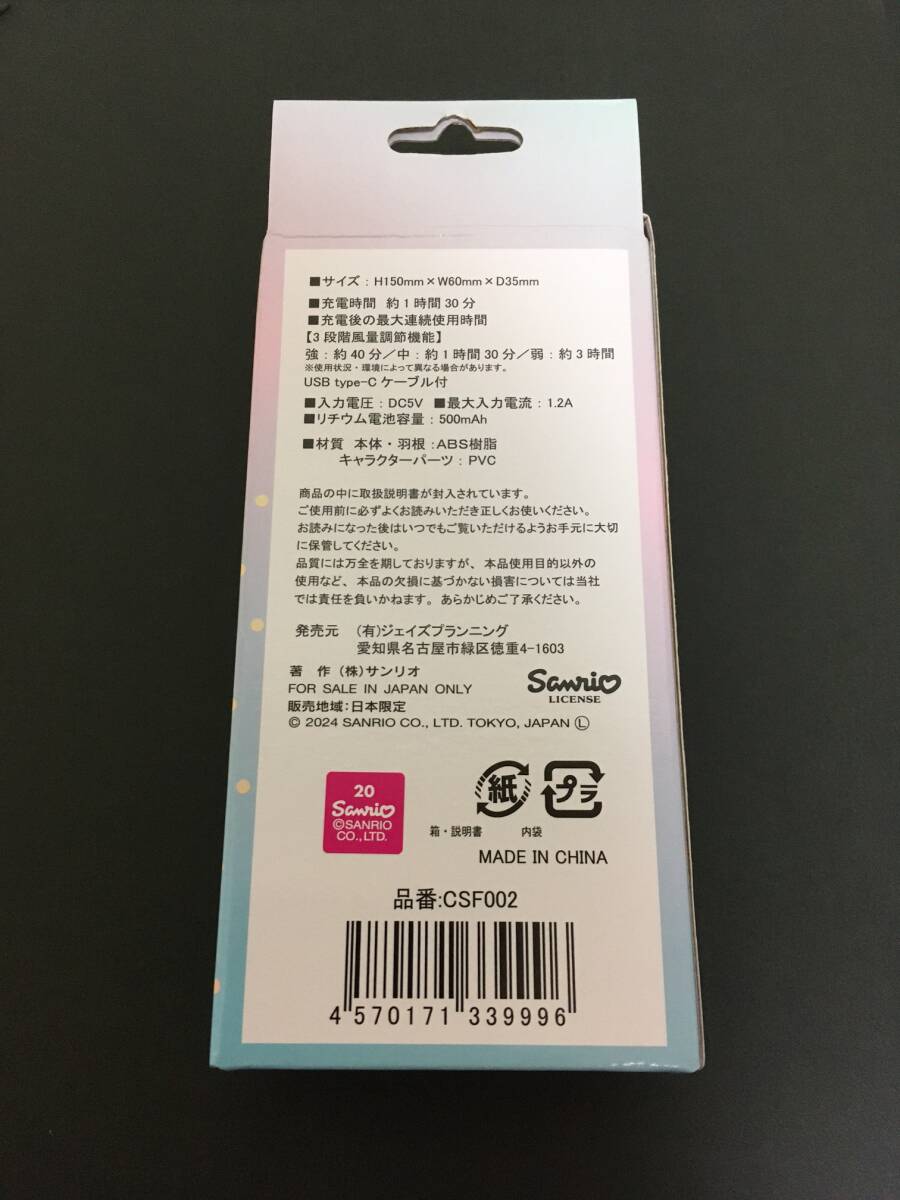 ■サイズ：H150mm×W60mm×D35mm
■充電時間 約1時間30分
■充電後の最大連続使用時間
【3段階風量調節機能】
強：約40分／中：約1時間30分／弱：約3時間
※使用状況・環境によって異なる場合があります。
USB type-C ケーブル付
■入力電圧：DC5V ■最大入力電流：1.2A
■リチウム電池容量：500mAh
■材質 本体・羽根：ABS樹脂
キャラクターパーツ：PVC
商品の中に取扱説明書が封入されています。
ご使用前に必ずよくお読みいただき正しくお使いください。
お読みになった後はいつでもご覧いただけるようお手元に大切
に保管してください。
品質には万全を期しておりますが、本品使用目的以外の
使用など、本品の欠損に基づかない損害については当社
では責任を負いかねます。あらかじめご了承ください。
発売元 (有)ジェイズプランニング
愛知県名古屋市緑区徳重4-1603
著 作 (株)サンリオ
FOR SALE IN JAPAN ONLY
販売地域:日本限定
© 2024 SANRIO CO., LTD. TOKYO, JAPAN Ⓛ
Sanrio
LICENSE
20
Sanrio
©SANRIO
CO.,LTD.
紙
プラ
箱・説明書 内袋
MADE IN CHINA
品番:CSF002
4 570171 339996